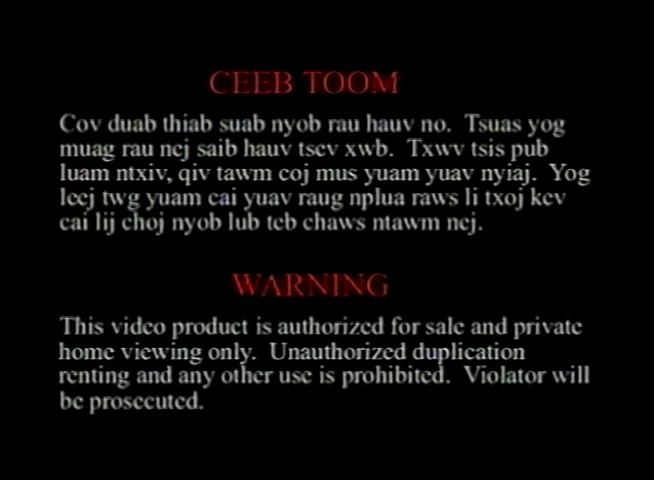 CEEB TOOM
Cov duab thiab suab nyob rau hauv no. Tsuas yog
muag rau nej saib hauv tsev xwb. Txwv tsis pub
luam ntxiv, qiv tawm coj mus yuam yuav nyiaj. Yog
leej twg yuam cai yuav raug nplua raws li txoj kev
cai lij choj nyob lub teb chaws ntawm nej.
WARNING
This video product is authorized for sale and private
home viewing only. Unauthorized duplication
renting and any other use is prohibited. Violator will
be prosecuted.